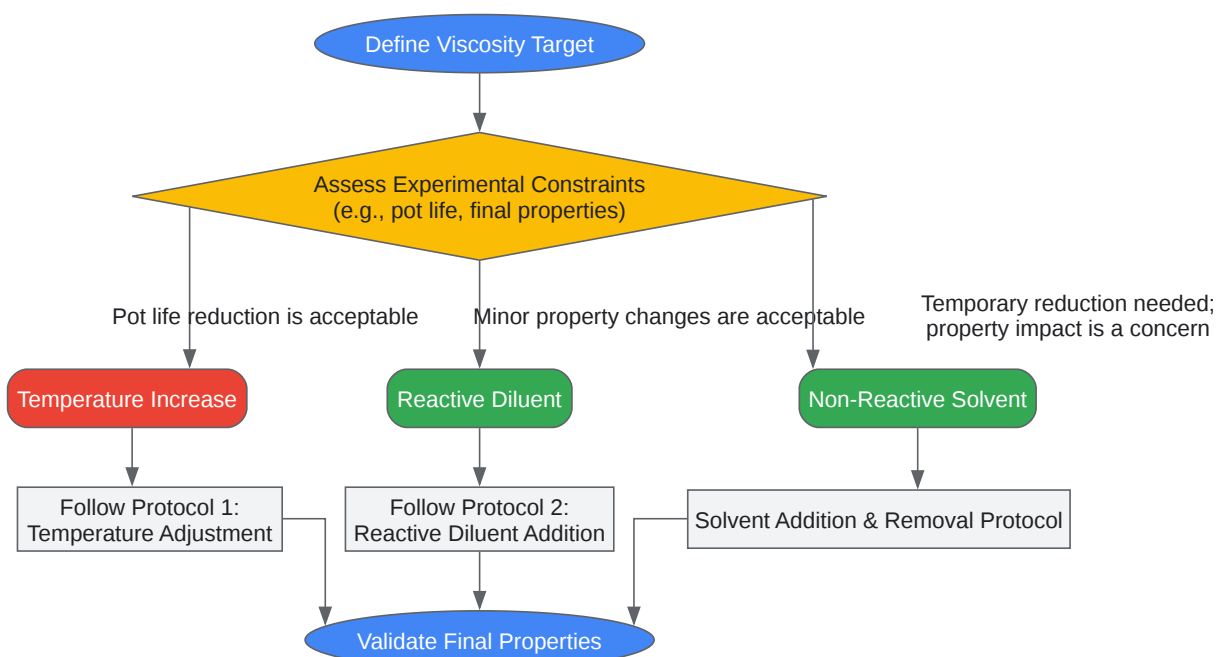 Define Viscosity Target
Assess Experimental Constraints
(e.g., pot life, final properties)
Pot life reduction is acceptable
Minor property changes are acceptable
Temporary reduction needed;
property impact is a concern
Temperature Increase
Reactive Diluent
Non-Reactive Solvent
Follow Protocol 1:
Temperature Adjustment
Follow Protocol 2:
Reactive Diluent Addition
Solvent Addition & Removal Protocol
Validate Final Properties